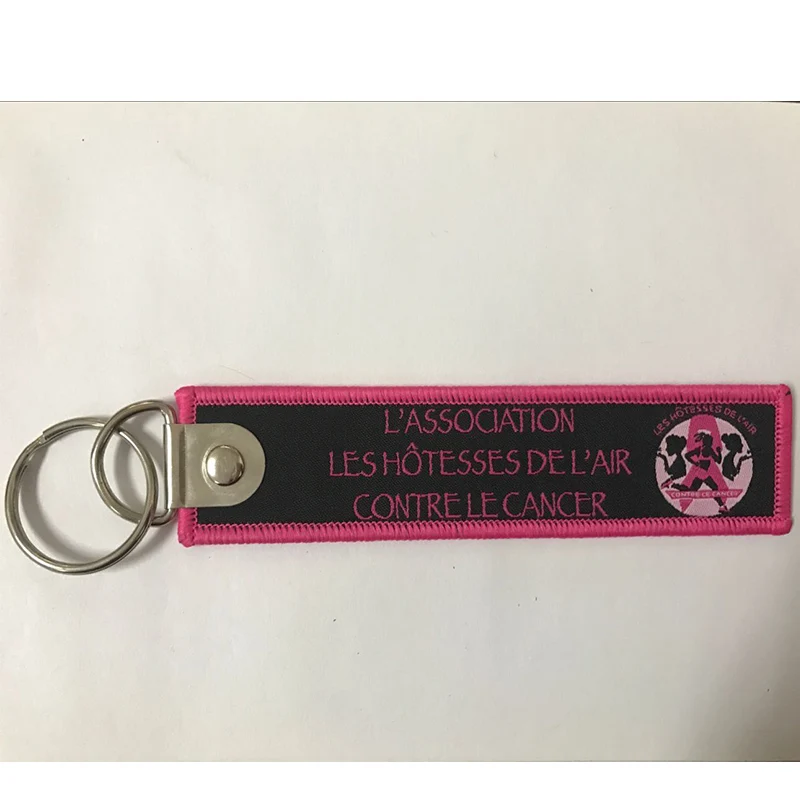 L'ASSOCIATION
LES HÔTESSES DE L'AIR
CONTRE LE CANCER
LES HÔTESSES DE L'AIR
CONTRE LE CANCER